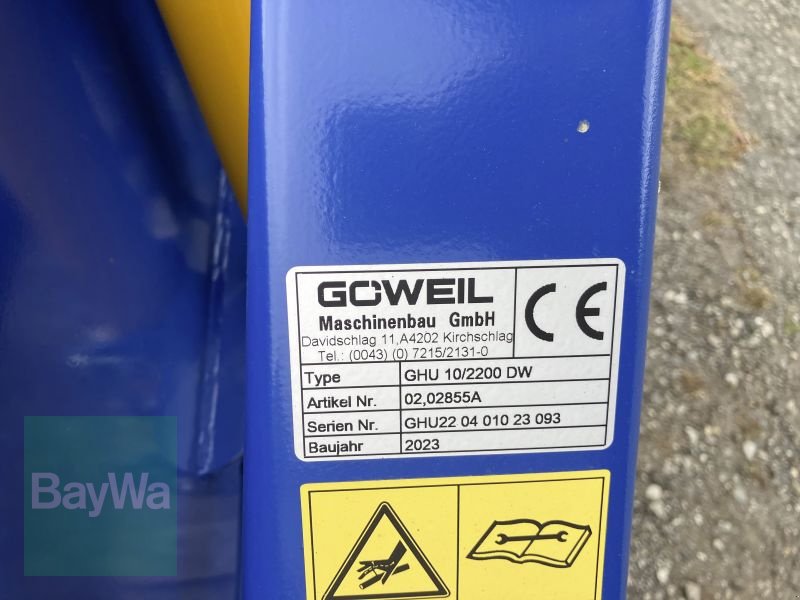 GÖWEIL
Maschinenbau GmbH
Davidschlag 11,A4202 Kirchschlag
Tel.: (0043) (0) 7215/2131-0
CE
Type GHU 10/2200 DW
Artikel Nr. 02,02855A
Serien Nr. GHU22 04 010 23 093
Baujahr 2023
BayWa